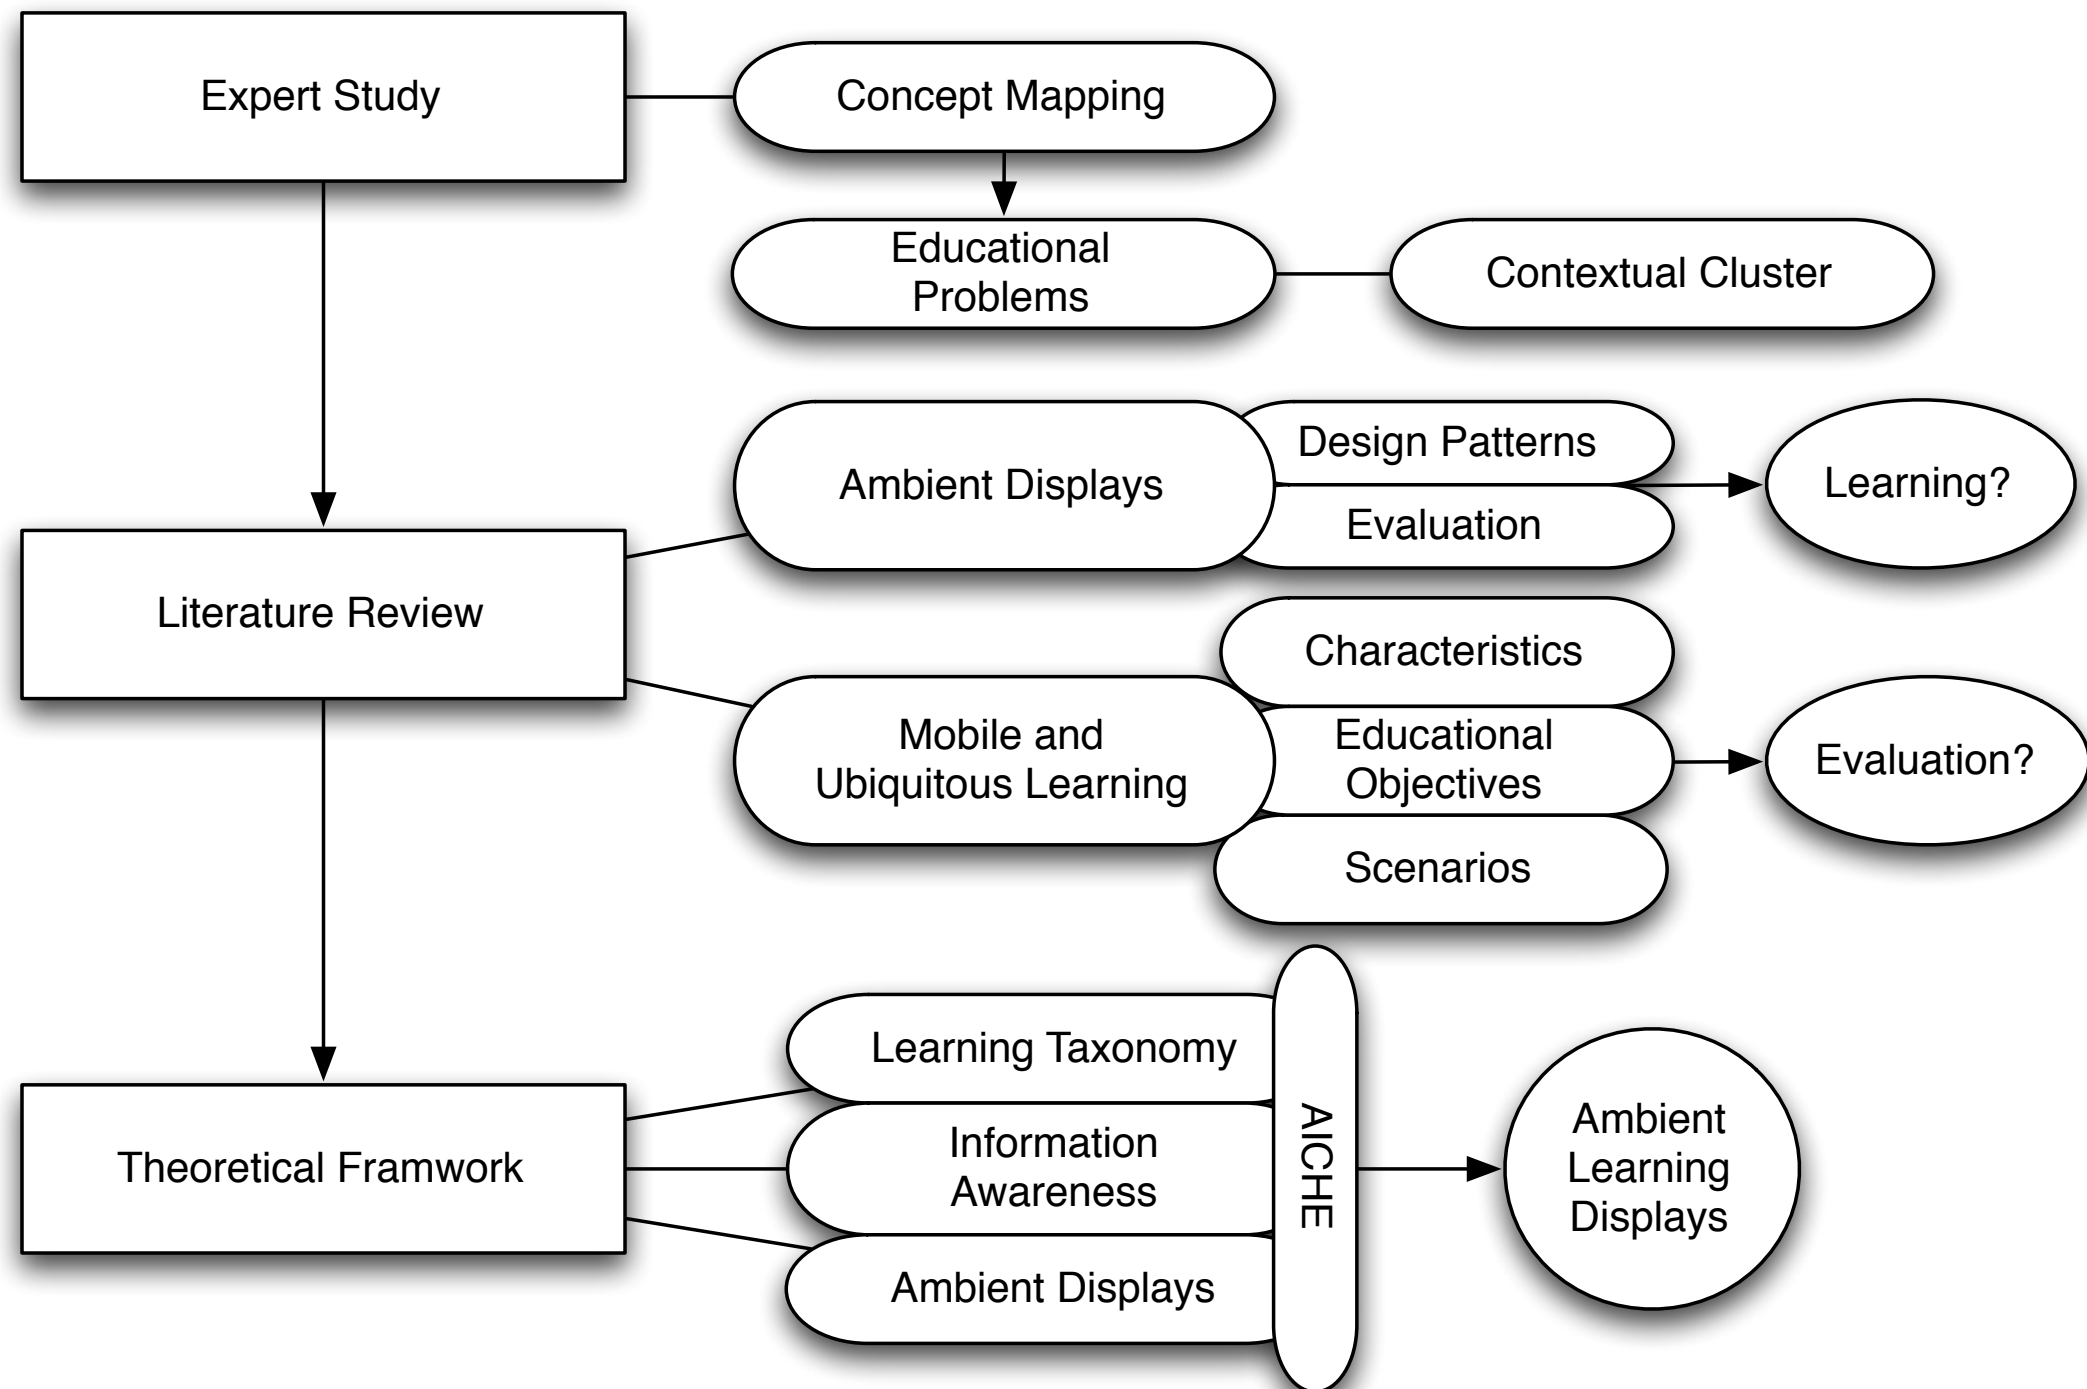 Expert Study
Concept Mapping
Educational
Problems
Contextual Cluster
Ambient Displays
Design Patterns
Evaluation
Learning?
Literature Review
Mobile and
Ubiquitous Learning
Characteristics
Educational
Objectives
Scenarios
Evaluation?
Theoretical Framwork
Learning Taxonomy
Information
Awareness
Ambient Displays
AICHE
Ambient
Learning
Displays